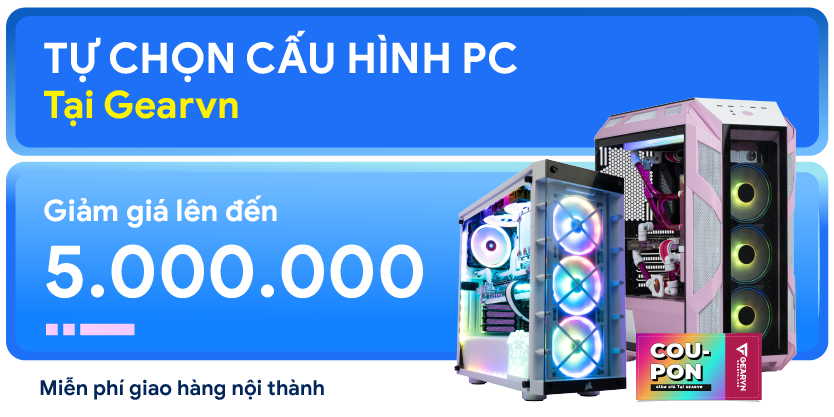 TỰ CHỌN CẤU HÌNH PC
Tại Gearvn
Giảm giá lên đến
5.000.000
COU-
PON
GIẢM GIÁ TẠI GEARVN
GEARVN
Miễn phí giao hàng nội thành